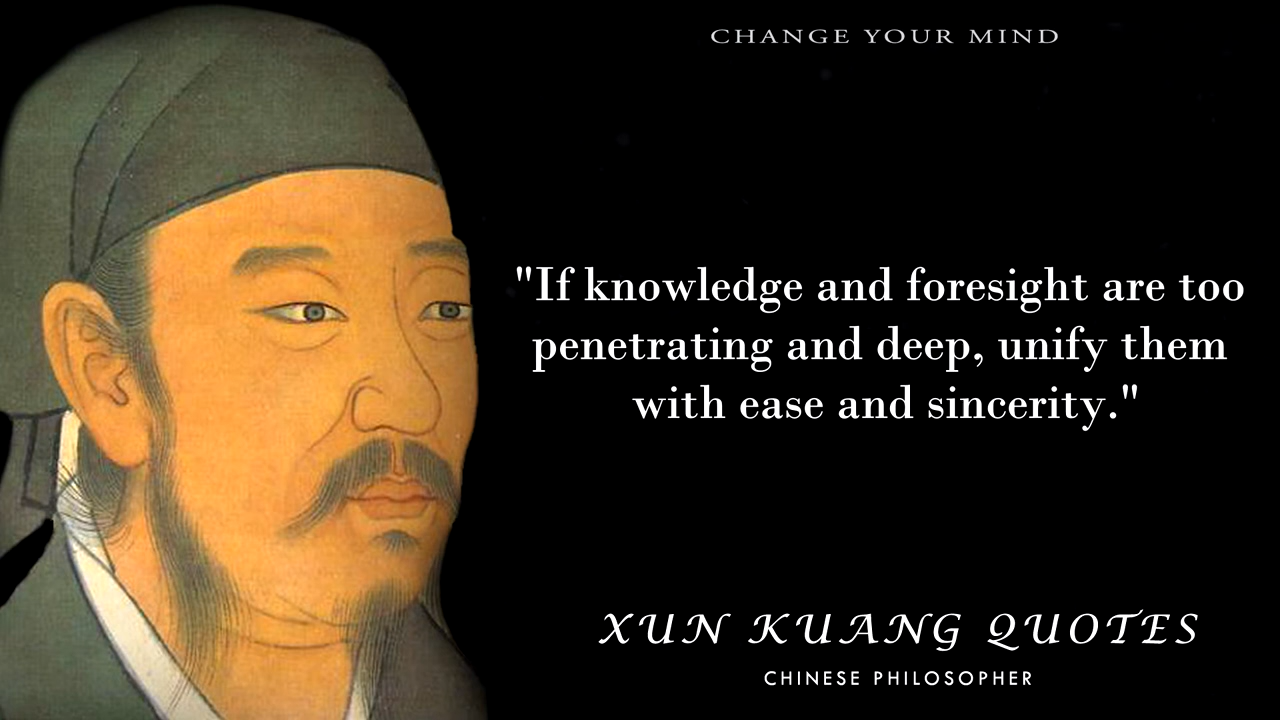 CHANGE YOUR MIND
"If knowledge and foresight are too
penetrating and deep, unify them
with ease and sincerity."
XUN KUANG QUOTES
CHINESE PHILOSOPHER